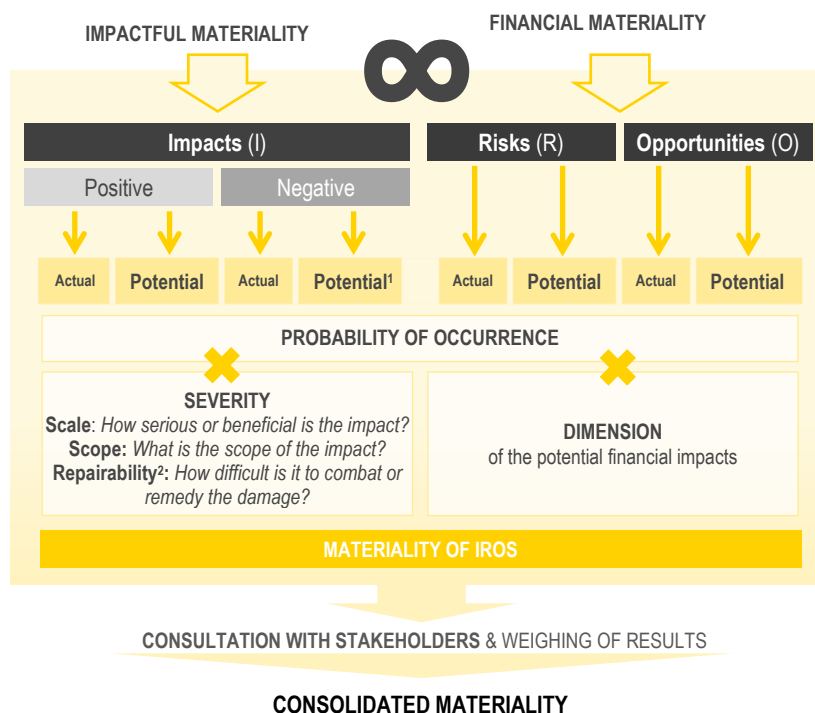 IMPACTFUL MATERIALITY
FINANCIAL MATERIALITY
Impacts (I)
Risks (R)
Opportunities (O)
Positive
Negative
Actual
Potential
Actual
Potential¹
Actual
Potential
Actual
Potential
PROBABILITY OF OCCURRENCE
SEVERITY
Scale: How serious or beneficial is the impact?
Scope: What is the scope of the impact?
Repairability²: How difficult is it to combat or
remedy the damage?
DIMENSION
of the potential financial impacts
MATERIALITY OF IROS
CONSULTATION WITH STAKEHOLDERS & WEIGHING OF RESULTS
CONSOLIDATED MATERIALITY